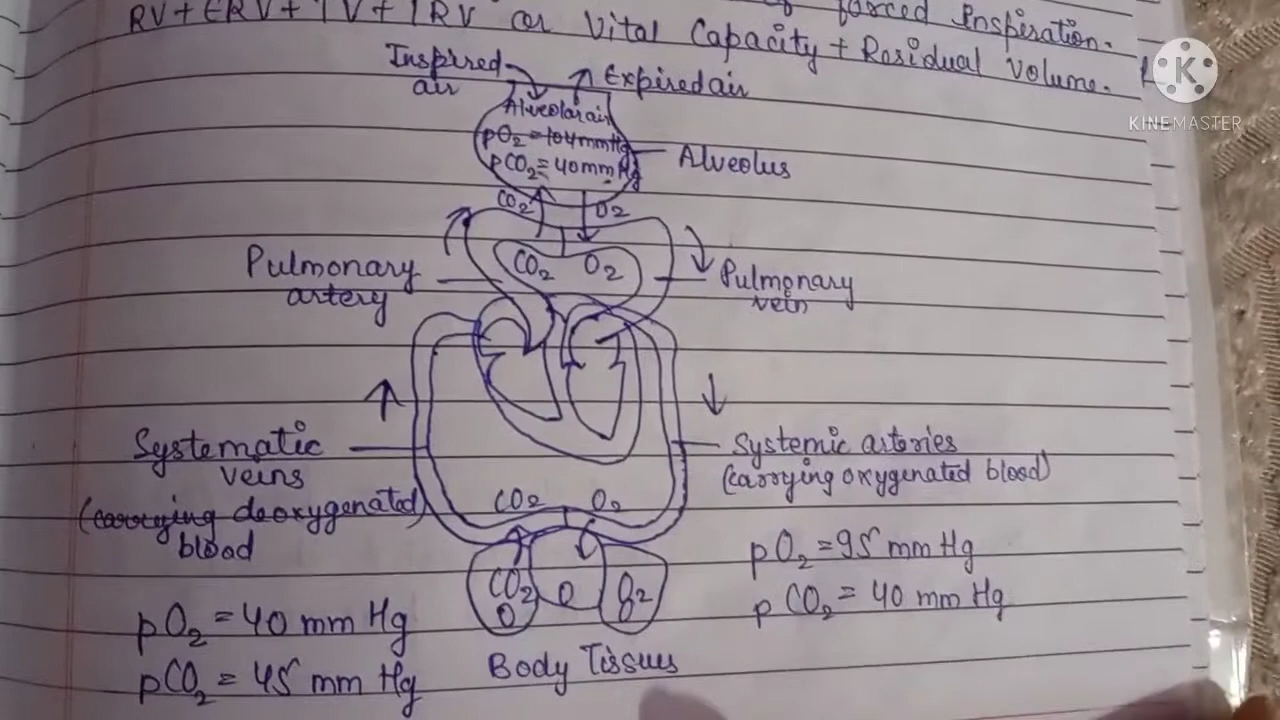 forced Inspiration.
RV + ERV + TV + IRV or Vital Capacity + Residual Volume.
KINEMASTER
Inspired
air
Expired air
Alveolar air
pO2 = 104 mmHg
pCO2 = 40 mm Hg
Alveolus
CO2 O2
CO2 O2
Pulmonary
artery
Pulmonary
vein
Systematic
veins
(carrying deoxygenated)
blood
Systemic arteries
(carrying oxygenated blood)
CO2 O2
pO2 = 95 mm Hg
pCO2 = 40 mm Hg
CO2
O2
pO2 = 40 mm Hg
pCO2 = 45 mm Hg
Body Tissues